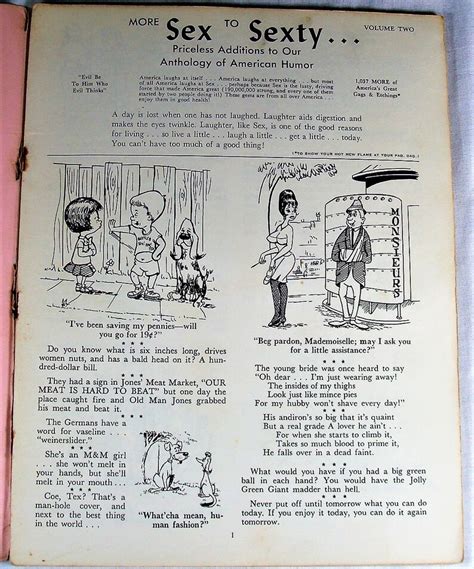 MORE Sex TO Sexty...
VOLUME TWO
Priceless Additions to Our
Anthology of American Humor
"Evil Be
To Him Who
Evil Thinks"
America laughs at itself . . . America laughs at everything . . . but most
of all America laughs at Sex . . . perhaps because Sex is the lusty, driving
force that made America great (190,000,000 strong, and every one of them
started by two people doing it!) These gems are from all over America . . .
enjoy them in good health!
1,037 MORE of
America's Great
Gags & Etchings*
A day is lost when one has not laughed. Laughter aids digestion and
makes the eyes twinkle. Laughter, like Sex, is one of the good reasons
for living . . . so live a little . . . laugh a little . . . get a little . . . today.
You can't have too much of a good thing!
(*TO SHOW YOUR HOT NEW FLAME AT YOUR PAD, DAD.)
"I've been saving my pennies—will
you go for 19¢?"
* * *
Do you know what is six inches long, drives
women nuts, and has a bald head on it? A hun-
dred-dollar bill.
* * *
They had a sign in Jones' Meat Market, "OUR
MEAT IS HARD TO BEAT" but one day the
place caught fire and Old Man Jones grabbed
his meat and beat it.
* * *
The Germans have a
word for vaseline . . .
"weinerslider."
* * *
She's an M&M girl
. . . she won't melt in
your hands, but she'll
melt in your mouth . . .
* * *
Coe, Tex? That's a
man-hole cover, and
next to the best thing
in the world . . .
"What'cha mean, hu-
man fashion?"
MONSIEURS
"Beg pardon, Mademoiselle; may I ask you
for a little assistance?"
* * *
The young bride was once heard to say
"Oh dear . . . I'm just wearing away!
The insides of my thighs
Look just like mince pies
For my hubby won't shave every day!"
* * *
His andiron's so big that it's quaint
But a real grade A lover he ain't . . .
For when she starts to climb it,
Takes so much blood to prime it,
He falls over in a dead faint.
* * *
What would you have if you had a big green
ball in each hand? You would have the Jolly
Green Giant madder than hell.
* * *
Never put off until tomorrow what you can do
today. If you enjoy it today, you can do it again
tomorrow.
1